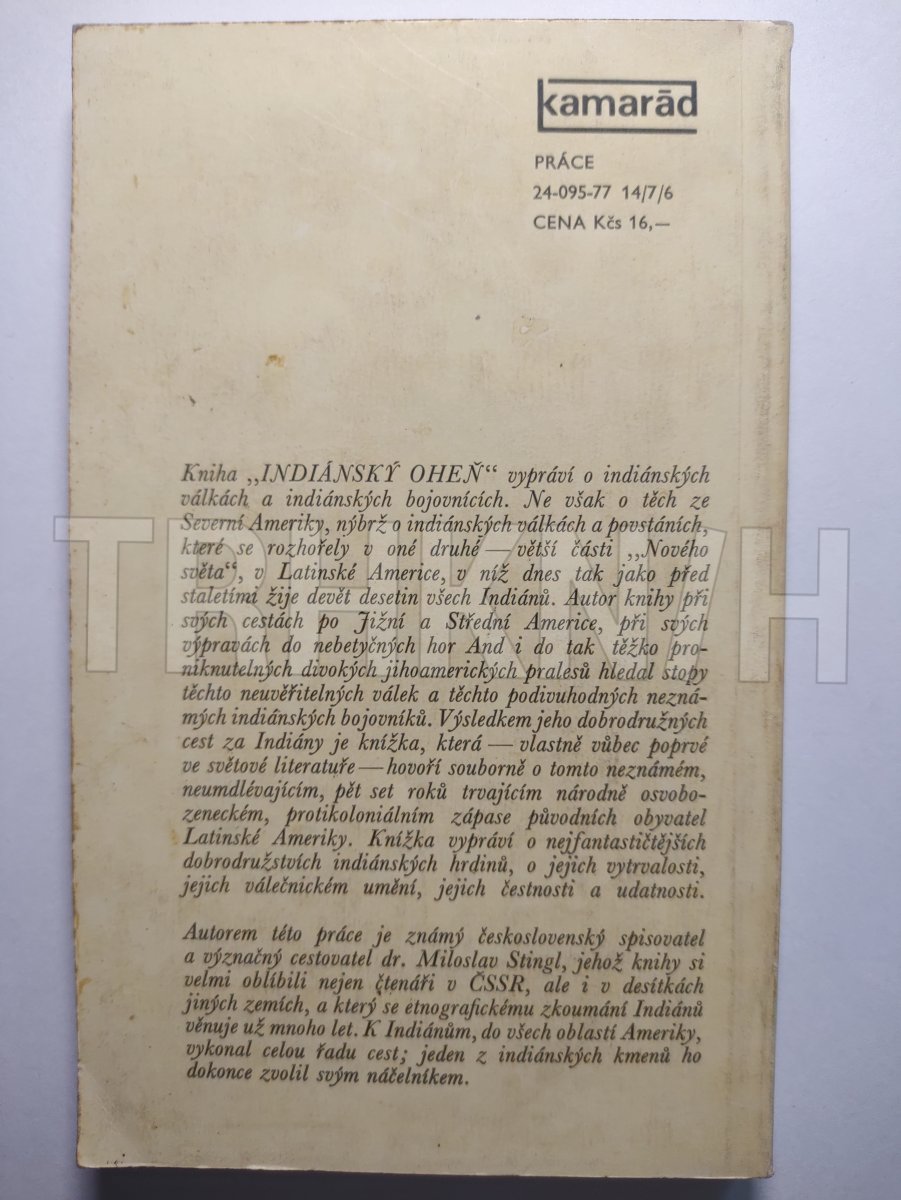 kamarād
PRÁCE
24-095-77 14/7/6
CENA Kčs 16,—
Kniha „INDIÁNSKÝ OHEŇ“ vypráví o indiánských
válkách a indiánských bojovnících. Ne však o těch ze
Severní Ameriky, nýbrž o indiánských válkách a povstáních,
které se rozhořely v oné druhé — větší části „Nového
světa“, v Latinské Americe, v níž dnes tak jako před
staletími žije devět desetin všech Indiánů. Autor knihy při
svých cestách po Jižní a Střední Americe, při svých
výpravách do nebetyčných hor And i do tak těžko pro-
niknutelných divokých jihoamerických pralesů hledal stopy
těchto neuvěřitelných válek a těchto podivuhodných nezná-
mých indiánských bojovníků. Výsledkem jeho dobrodružných
cest za Indiány je knížka, která — vlastně vůbec poprvé
ve světové literatuře — hovoří souborně o tomto neznámém,
neumdlévajícím, pět set roků trvajícím národně osvobo-
zeneckém, protikoloniálním zápase původních obyvatel
Latinské Ameriky. Knížka vypráví o nejfantastičtějších
dobrodružstvích indiánských hrdinů, o jejich vytrvalosti,
jejich válečnickém umění, jejich čestnosti a udatnosti.
Autorem této práce je známý československý spisovatel
a význačný cestovatel dr. Miloslav Stingl, jehož knihy si
velmi oblíbili nejen čtenáři v ČSSR, ale i v desítkách
jiných zemích, a který se etnografickému zkoumání Indiánů
věnuje už mnoho let. K Indiánům, do všech oblastí Ameriky,
vykonal celou řadu cest; jeden z indiánských kmenů ho
dokonce zvolil svým náčelníkem.